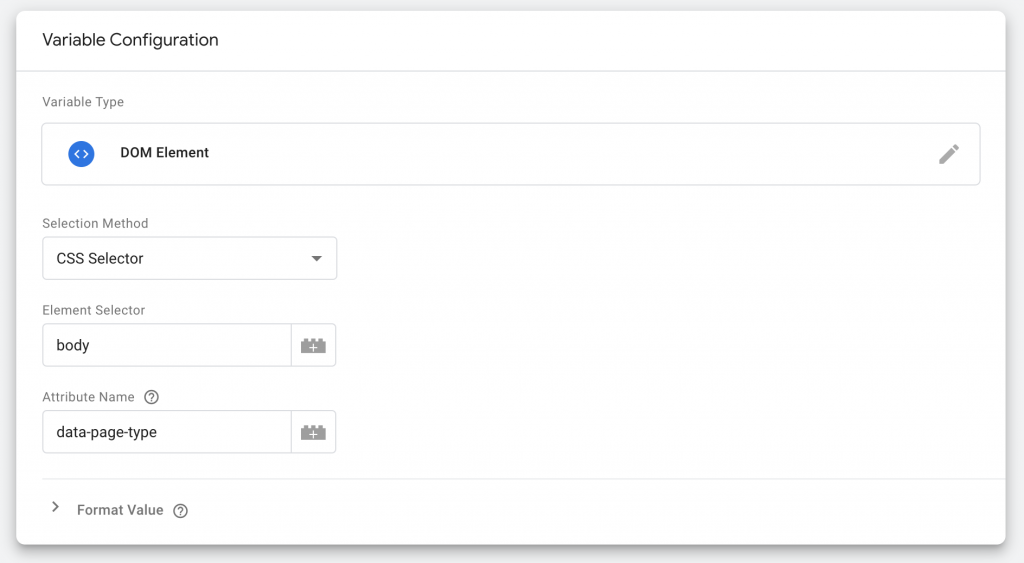 Variable Configuration
Variable Type
DOM Element
Selection Method
CSS Selector
Element Selector
body
Attribute Name
data-page-type
Format Value